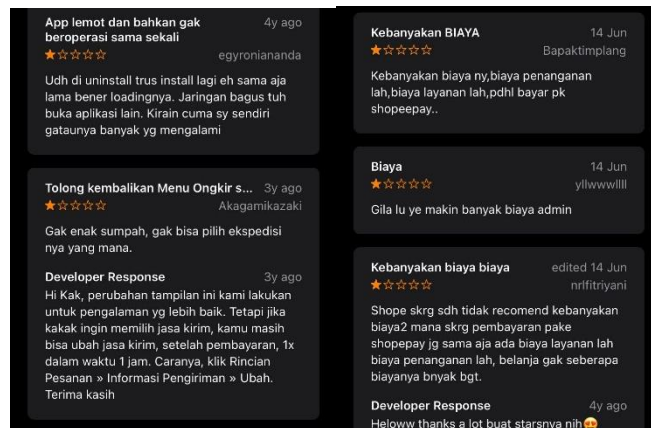 App lemot dan bahkan gak 4y ago
beroperasi sama sekali
egyroniananda
Udh di uninstall trus install lagi eh sama aja
lama bener loadingnya. Jaringan bagus tuh
buka aplikasi lain. Kirain cuma sy sendiri
gataunya banyak yg mengalami
Tolong kembalikan Menu Ongkir s... 3y ago
Akagamikazaki
Gak enak sumpah, gak bisa pilih ekspedisi
nya yang mana.
Developer Response 3y ago
Hi Kak, perubahan tampilan ini kami lakukan
untuk pengalaman yg lebih baik. Tetapi jika
kakak ingin memilih jasa kirim, kamu masih
bisa ubah jasa kirim, setelah pembayaran, 1x
dalam waktu 1 jam. Caranya, klik Rincian
Pesanan » Informasi Pengiriman » Ubah.
Terima kasih
Kebanyakan BIAYA 14 Jun
Bapaktimplang
Kebanyakan biaya ny,biaya penanganan
lah,biaya layanan lah,pdhl bayar pk
shopeepay..
Biaya 14 Jun
yllwwwllll
Gila lu ye makin banyak biaya admin
Kebanyakan biaya biaya edited 14 Jun
nrlfitriyani
Shope skrg sdh tidak recomend kebanyakan
biaya2 mana skrg pembayaran pake
shopepay jg sama aja ada biaya layanan lah
biaya penanganan lah, belanja gak seberapa
biayanya bnyak bgt.
Developer Response 4y ago
Heloww thanks a lot buat starsnya nih😍